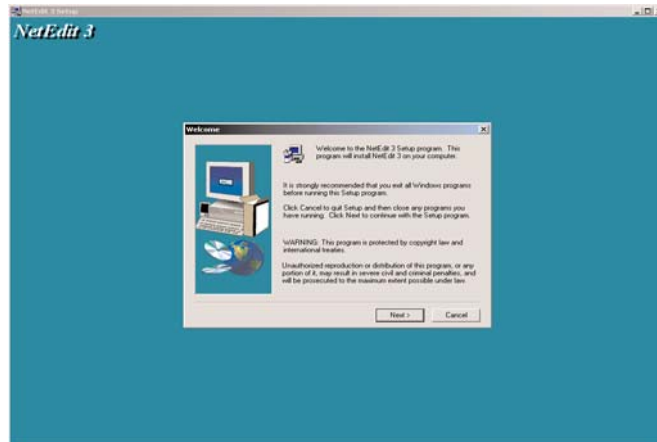 NetEdit 3 Setup
NetEdit 3
Welcome
Welcome to the NetEdit 3 Setup program. This
program will install NetEdit 3 on your computer.
It is strongly recommended that you exit all Windows programs
before running this Setup program.
Click Cancel to quit Setup and then close any programs you
have running. Click Next to continue with the Setup program.
WARNING: This program is protected by copyright law and
international treaties.
Unauthorized reproduction or distribution of this program, or any
portion of it, may result in severe civil and criminal penalties, and
will be prosecuted to the maximum extent possible under law.
Next >
Cancel